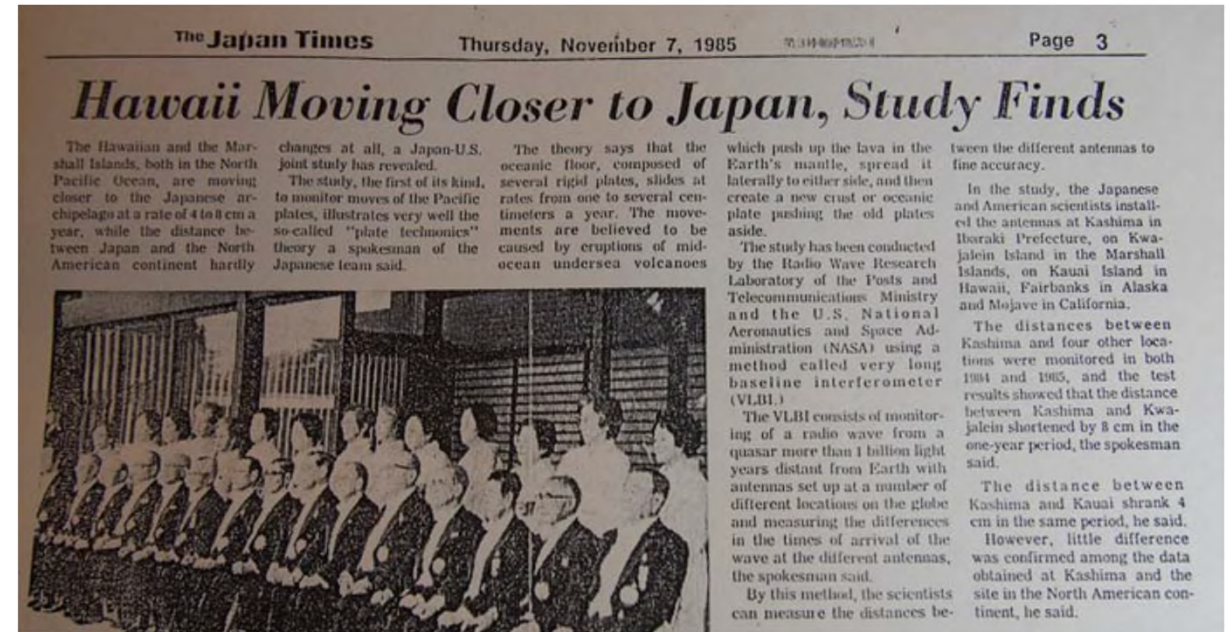 The Japan Times
Thursday, November 7, 1985
Page 3
Hawaii Moving Closer to Japan, Study Finds
The Hawaiian and the Mar-
shall Islands, both in the North
Pacific Ocean, are moving
closer to the Japanese ar-
chipelago at a rate of 4 to 8 cm a
year, while the distance be-
tween Japan and the North
American continent hardly
changes at all, a Japan-U.S.
joint study has revealed.
The study, the first of its kind,
to monitor moves of the Pacific
plates, illustrates very well the
so-called "plate technonics"
theory a spokesman of the
Japanese team said.
The theory says that the
oceanic floor, composed of
several rigid plates, slides at
rates from one to several cen-
timeters a year. The move-
ments are believed to be
caused by eruptions of mid-
ocean undersea volcanoes
which push up the lava in the
Earth's mantle, spread it
laterally to either side, and then
create a new crust or oceanic
plate pushing the old plates
aside.
The study has been conducted
by the Radio Wave Research
Laboratory of the Posts and
Telecommunications Ministry
and the U.S. National
Aeronautics and Space Ad-
ministration (NASA) using a
method called very long
baseline interferometer
(VLBI.)
The VLBI consists of monitor-
ing of a radio wave from a
quasar more than 1 billion light
years distant from Earth with
antennas set up at a number of
different locations on the globe
and measuring the differences
in the times of arrival of the
wave at the different antennas,
the spokesman said.
By this method, the scientists
can measure the distances be-
tween the different antennas to
fine accuracy.
In the study, the Japanese
and American scientists install-
ed the antennas at Kashima in
Ibaraki Prefecture, on Kwa-
jalein Island in the Marshall
Islands, on Kauai Island in
Hawaii, Fairbanks in Alaska
and Mojave in California.
The distances between
Kashima and four other loca-
tions were monitored in both
1984 and 1985, and the test
results showed that the distance
between Kashima and Kwa-
jalein shortened by 8 cm in the
one-year period, the spokesman
said.
The distance between
Kashima and Kauai shrank 4
cm in the same period, he said.
However, little difference
was confirmed among the data
obtained at Kashima and the
site in the North American con-
tinent, he said.